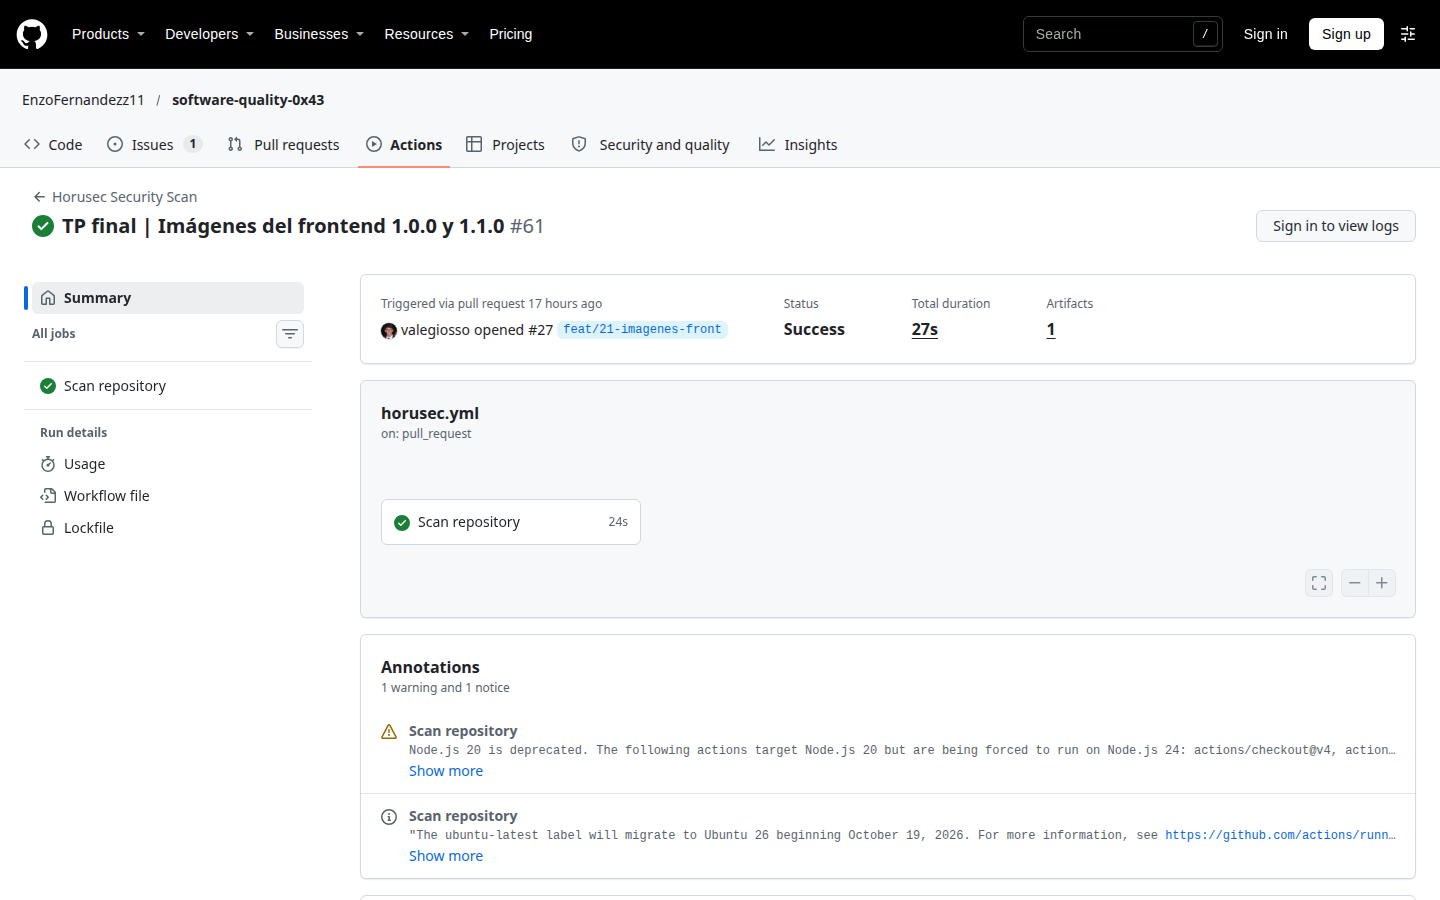 Products
Developers
Businesses
Resources
Pricing
Search
/
Sign in
Sign up
EnzoFernandezz11 / software-quality-0x43
Code
Issues 1
Pull requests
Actions
Projects
Security and quality
Insights
Horusec Security Scan
TP final | Imágenes del frontend 1.0.0 y 1.1.0 #61
Sign in to view logs
Summary
All jobs
Scan repository
Run details
Usage
Workflow file
Lockfile
Triggered via pull request 17 hours ago
valegiosso opened #27 feat/21-imagenes-front
Status
Success
Total duration
27s
Artifacts
1
horusec.yml
on: pull_request
Scan repository 24s
Annotations
1 warning and 1 notice
Scan repository
Node.js 20 is deprecated. The following actions target Node.js 20 but are being forced to run on Node.js 24: actions/checkout@v4, action…
Show more
Scan repository
"The ubuntu-latest label will migrate to Ubuntu 26 beginning October 19, 2026. For more information, see https://github.com/actions/runn…
Show more